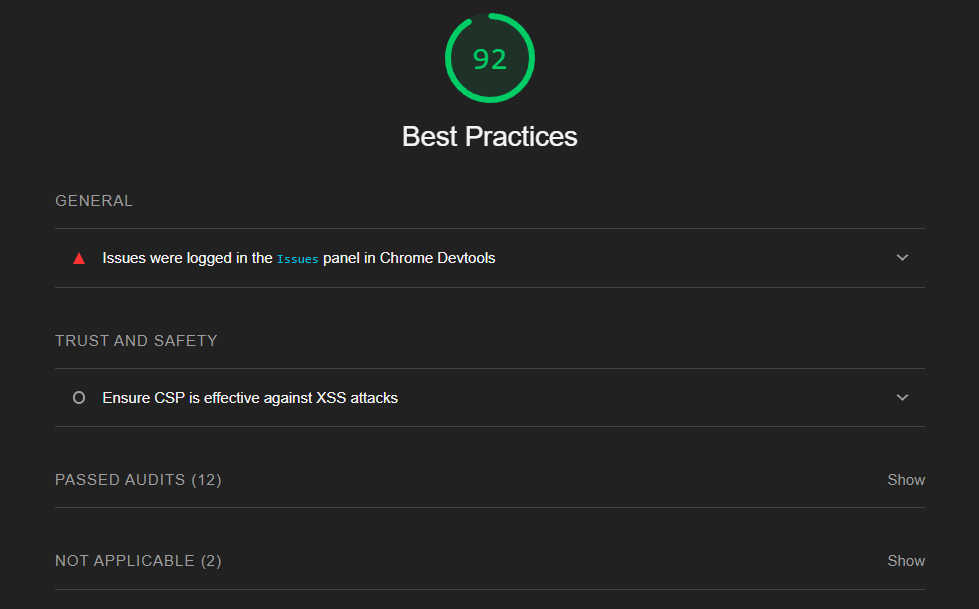 92
Best Practices
GENERAL
Issues were logged in the Issues panel in Chrome Devtools
TRUST AND SAFETY
Ensure CSP is effective against XSS attacks
PASSED AUDITS (12) Show
NOT APPLICABLE (2) Show